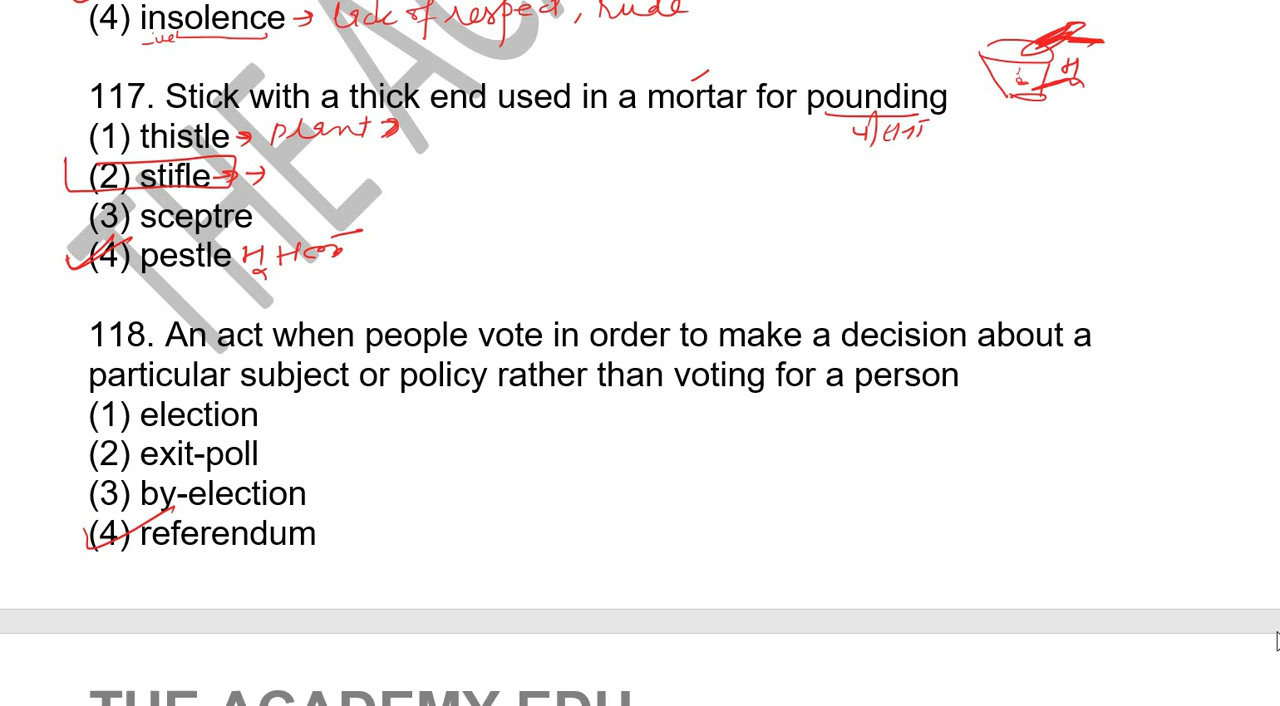 (4) insolence → lack of respect, rude
-ive
117. Stick with a thick end used in a mortar for pounding
(1) thistle → plant
(2) stifle →
(3) sceptre
(4) pestle
118. An act when people vote in order to make a decision about a
particular subject or policy rather than voting for a person
(1) election
(2) exit-poll
(3) by-election
(4) referendum
THE ACADEMY EDU